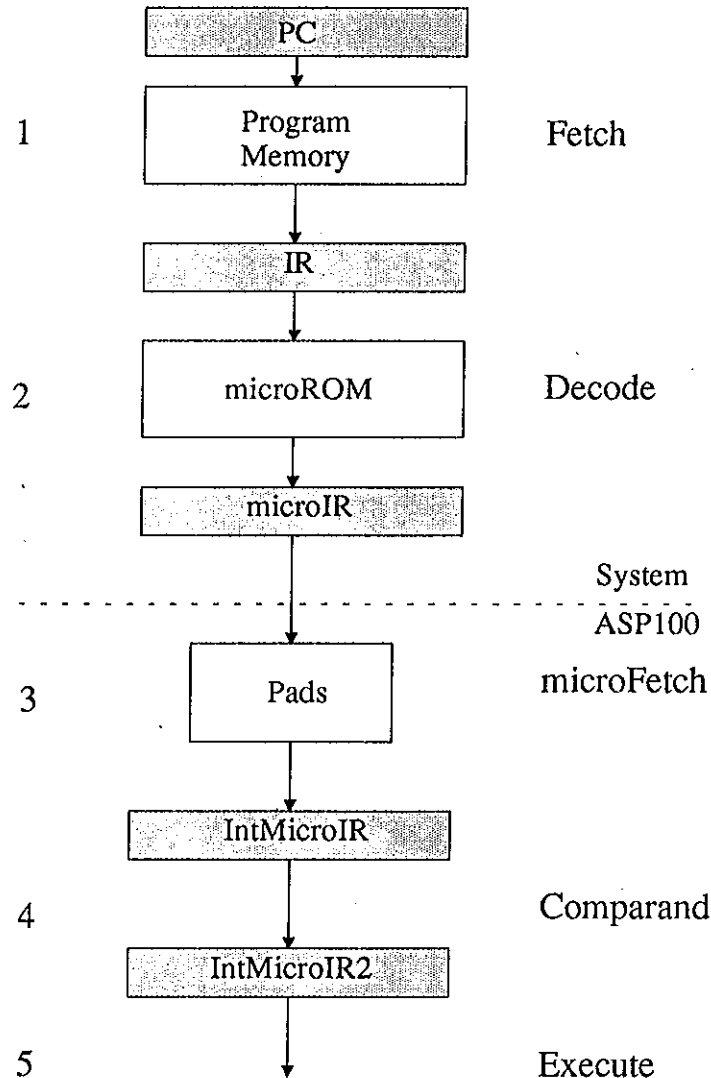 PC
1
Program
Memory
Fetch
IR
2
microROM
Decode
microIR
System
ASP100
3
Pads
microFetch
IntMicroIR
4
Comparand
IntMicroIR2
5
Execute